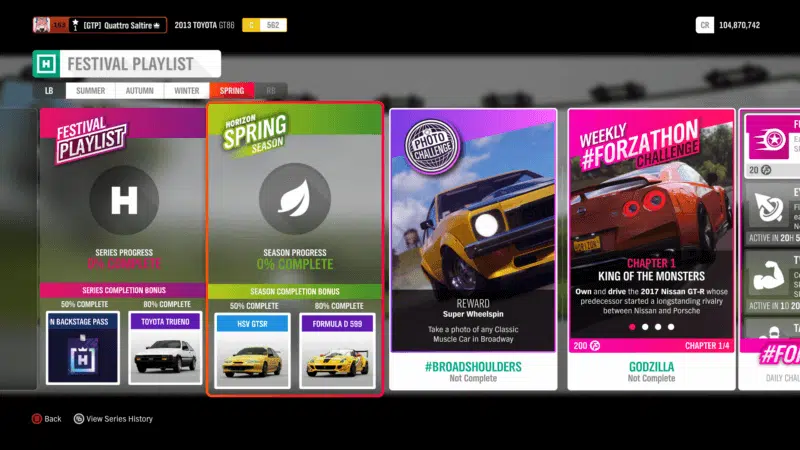 168
[GTP] Quattro Saltire
2013 TOYOTA GT86
C 562
CR 104,870,742
H FESTIVAL PLAYLIST
LB SUMMER AUTUMN WINTER SPRING RB
FESTIVAL
PLAYLIST
H
SERIES PROGRESS
0% COMPLETE
SERIES COMPLETION BONUS
50% COMPLETE 80% COMPLETE
N BACKSTAGE PASS TOYOTA TRUENO
HORIZON
SPRING
SEASON
SEASON PROGRESS
0% COMPLETE
SEASON COMPLETION BONUS
50% COMPLETE 80% COMPLETE
HSV GTSR FORMULA D 599
PHOTO
CHALLENGE
REWARD
Super Wheelspin
Take a photo of any Classic
Muscle Car in Broadway
#BROADSHOULDERS
Not Complete
WEEKLY
#FORZATHON
CHALLENGE
HORIZON
CHAPTER 1
KING OF THE MONSTERS
Own and drive the 2017 Nissan GT-R whose
predecessor started a longstanding rivalry
between Nissan and Porsche
200 CHAPTER 1/4
GODZILLA
Not Complete
20
ACTIVE IN 20H
ACTIVE IN 1D
#FO
DAILY CHA
Back View Series History